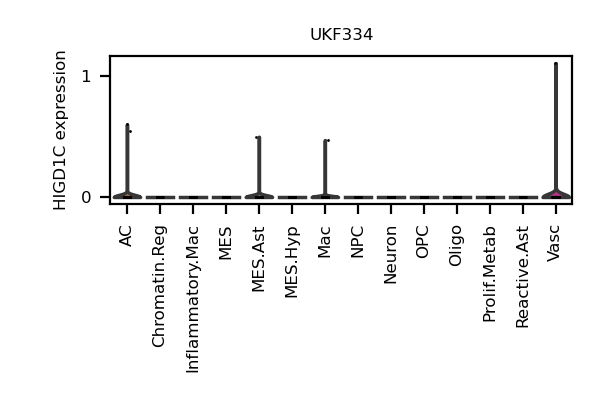 UKF334
HIGD1C expression
1
0
AC
Chromatin.Reg
Inflammatory.Mac
MES
MES.Ast
MES.Hyp
Mac
NPC
Neuron
OPC
Oligo
Prolif.Metab
Reactive.Ast
Vasc